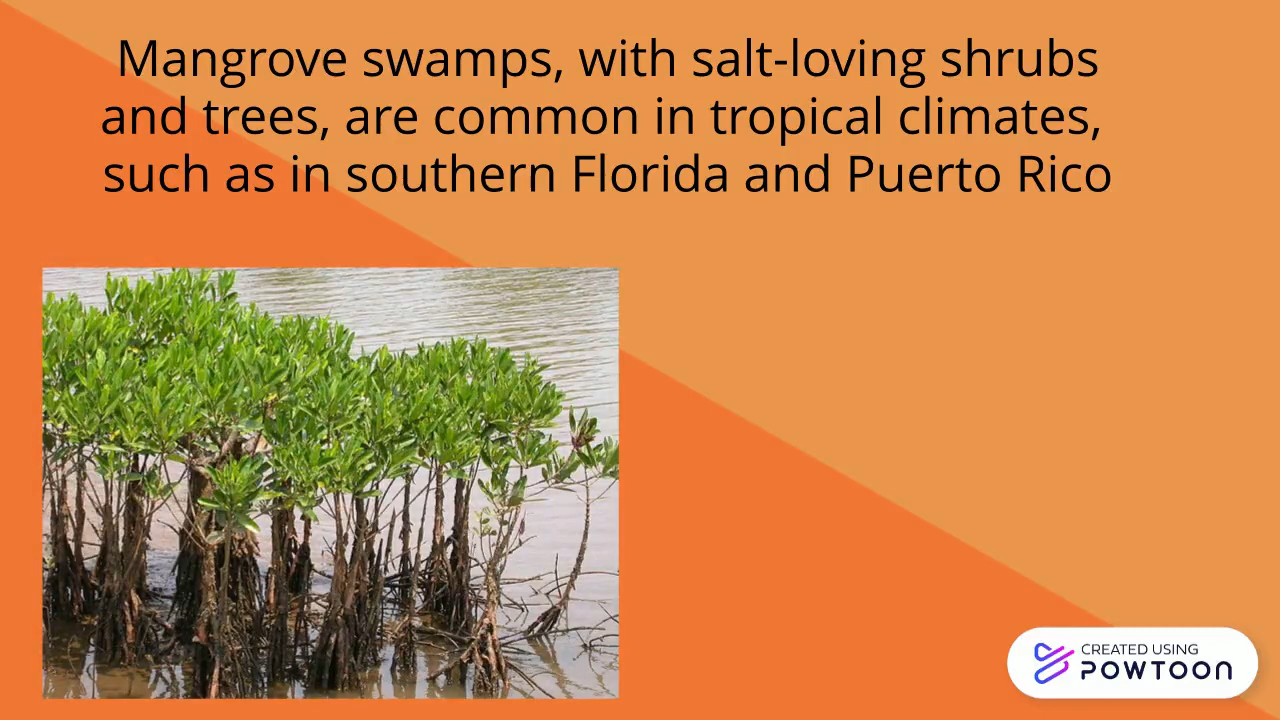 Mangrove swamps, with salt-loving shrubs
and trees, are common in tropical climates,
such as in southern Florida and Puerto Rico
CREATED USING
POWTOON